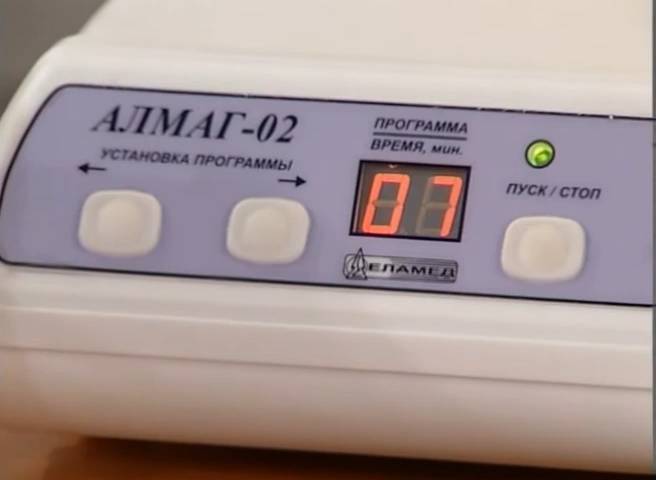 АЛМАГ-02
УСТАНОВКА ПРОГРАММЫ
ПРОГРАММА
ВРЕМЯ, мин.
07
ЕЛАМЕД
ПУСК / СТОП